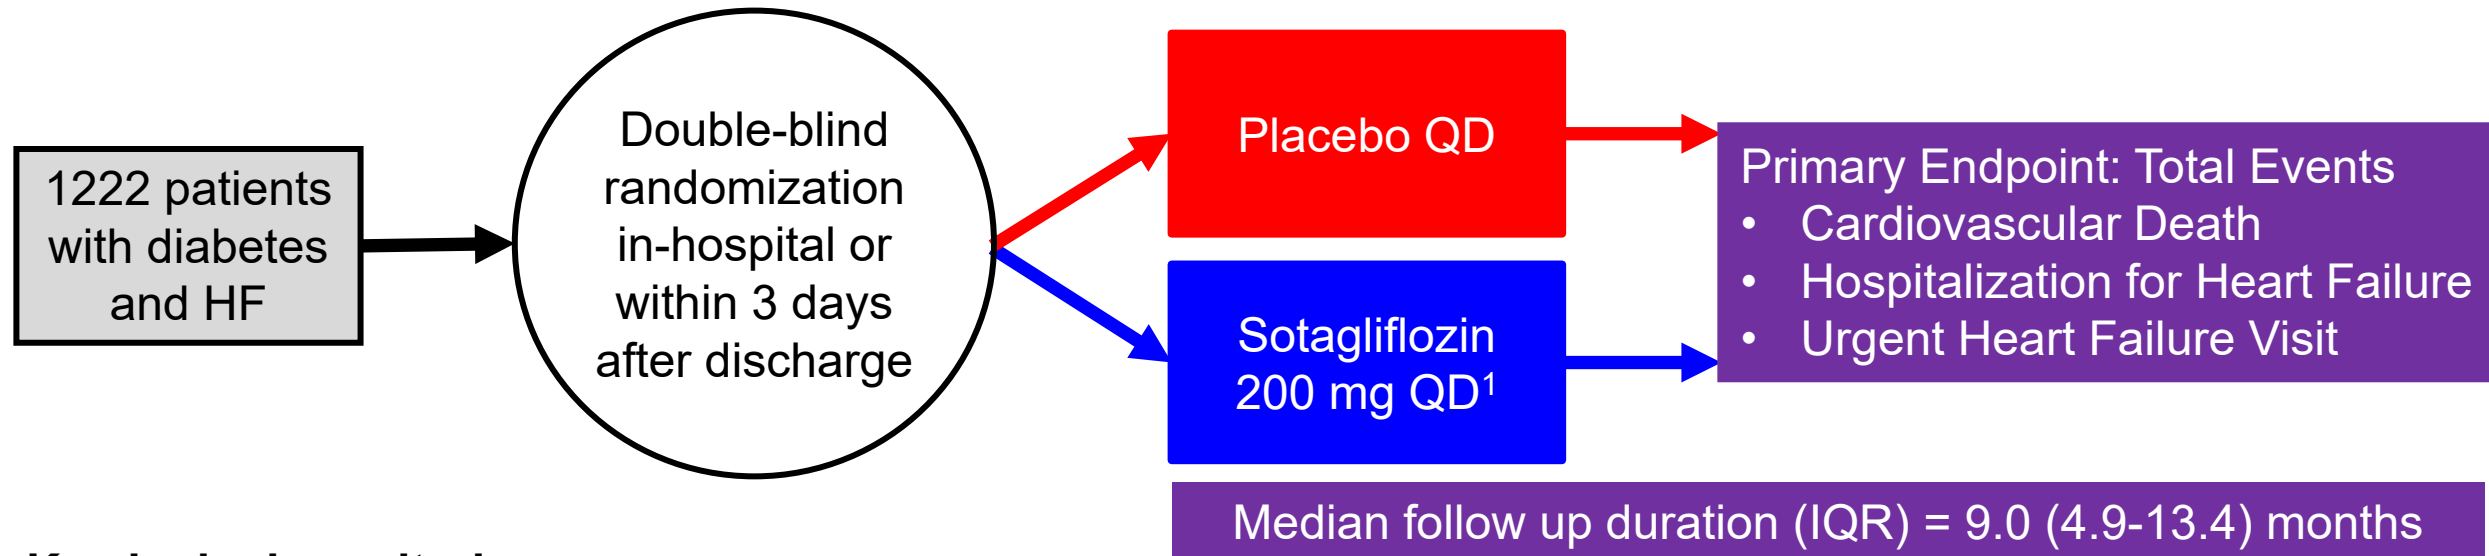 1222 patients
with diabetes
and HF
Double-blind
randomization
in-hospital or
within 3 days
after discharge
Placebo QD
Sotagliflozin
200 mg QD¹
Primary Endpoint: Total Events
• Cardiovascular Death
• Hospitalization for Heart Failure
• Urgent Heart Failure Visit
Median follow up duration (IQR) = 9.0 (4.9-13.4) months